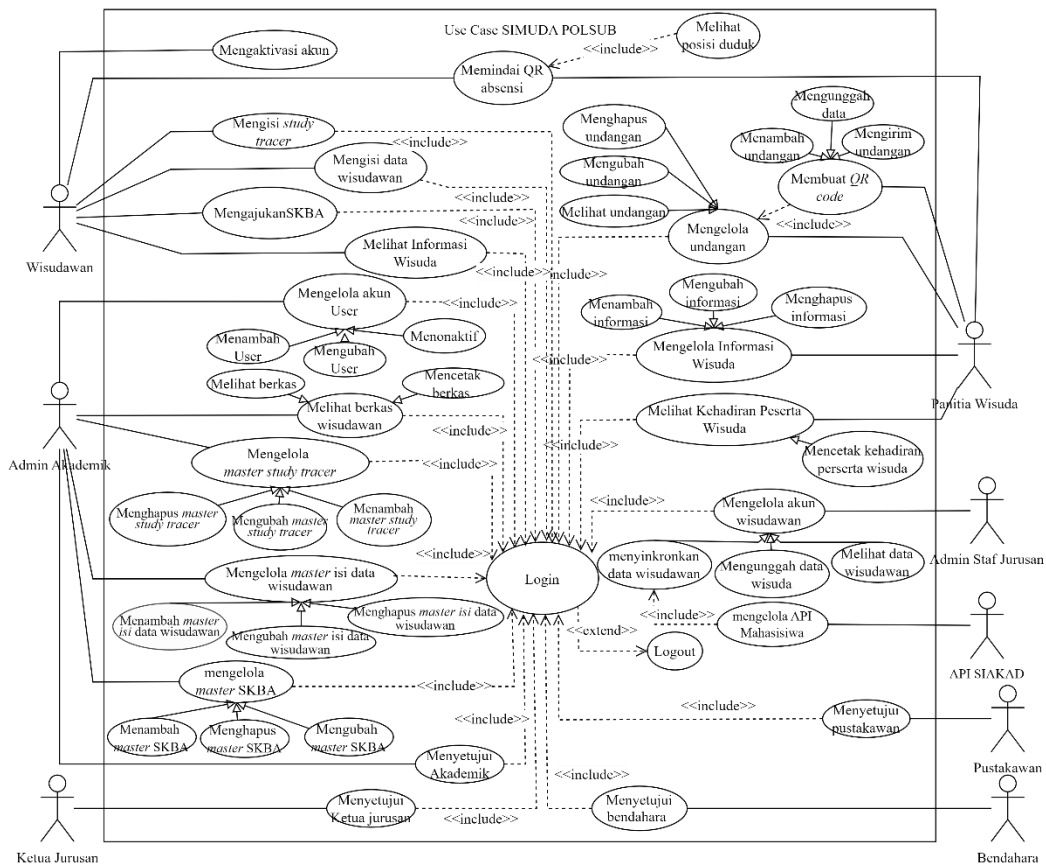 Use Case SIMUDA POLSUB
Mengaktivasi akun
Melihat
posisi duduk
<<include>>
Memindai QR
absensi
Mengisi study
tracer
<<include>>
Mengisi data
wisudawan
<<include>>
MengajukanSKBA
<<include>>
Melihat Informasi
Wisuda
<<include>>
Wisudawan
Menghapus
undangan
Mengubah
undangan
Melihat undangan
Mengunggah
data
Menambah
undangan
Mengirim
undangan
Membuat QR
code
<<include>>
Mengelola
undangan
<<include>>
Mengelola akun
User
<<include>>
Menambah
User
Mengubah
User
Menonaktif
Mengubah
informasi
Menambah
informasi
Menghapus
informasi
Mengelola Informasi
Wisuda
<<include>>
Panitia Wisuda
Melihat berkas
Mencetak
berkas
Melihat berkas
wisudawan
<<include>>
Admin Akademik
Melihat Kehadiran Peserta
Wisuda
<<include>>
Mencetak kehadiran
perserta wisuda
Mengelola
master study tracer
<<include>>
Menghapus master
study tracer
Mengubah master
study tracer
Menambah
master study
tracer
Mengelola akun
wisudawan
<<include>>
menyinkronkan
data wisudawan
Mengunggah data
wisuda
Melihat data
wisudawan
Admin Staf Jurusan
Mengelola master isi data
wisudawan
<<include>>
Menambah master
isi data wisudawan
Mengubah master isi data
wisudawan
Menghapus master isi data
wisudawan
Login
<<extend>>
Logout
<<include>>
mengelola API
Mahasisiwa
API SIAKAD
mengelola
master SKBA
<<include>>
Menambah
master SKBA
Menghapus
master SKBA
Mengubah
master SKBA
Menyetujui
Akademik
<<include>>
<<include>>
Menyetujui
pustakawan
Pustakawan
Menyetujui
Ketua jurusan
<<include>>
Ketua Jurusan
<<include>>
Menyetujui
bendahara
Bendahara